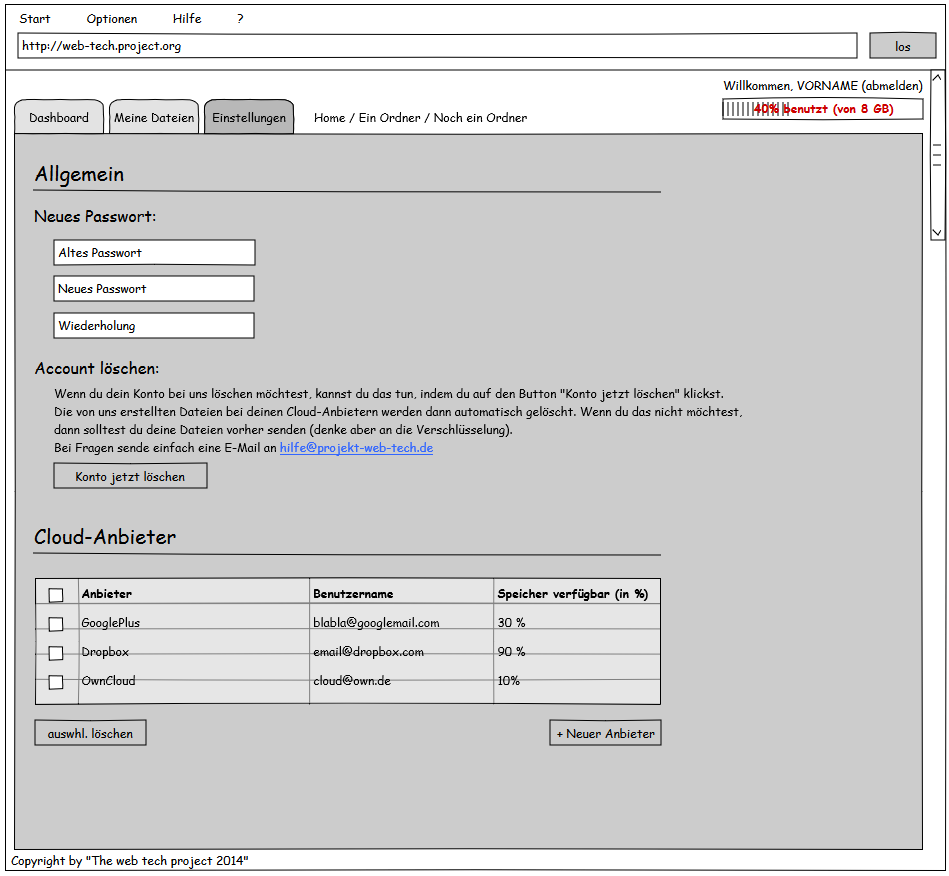 Start Optionen Hilfe ?
http://web-tech.project.org los
Willkommen, VORNAME (abmelden)
40% benutzt (von 8 GB)
Dashboard Meine Dateien Einstellungen Home / Ein Ordner / Noch ein Ordner
Allgemein
Neues Passwort:
Altes Passwort
Neues Passwort
Wiederholung
Account löschen:
Wenn du dein Konto bei uns löschen möchtest, kannst du das tun, indem du auf den Button "Konto jetzt löschen" klickst.
Die von uns erstellten Dateien bei deinen Cloud-Anbietern werden dann automatisch gelöscht. Wenn du das nicht möchtest,
dann solltest du deine Dateien vorher senden (denke aber an die Verschlüsselung).
Bei Fragen sende einfach eine E-Mail an hilfe@projekt-web-tech.de
Konto jetzt löschen
Cloud-Anbieter
Anbieter Benutzername Speicher verfügbar (in %)
GooglePlus blabla@googlemail.com 30 %
Dropbox email@dropbox.com 90 %
OwnCloud cloud@own.de 10%
auswhl. löschen + Neuer Anbieter
Copyright by "The web tech project 2014"